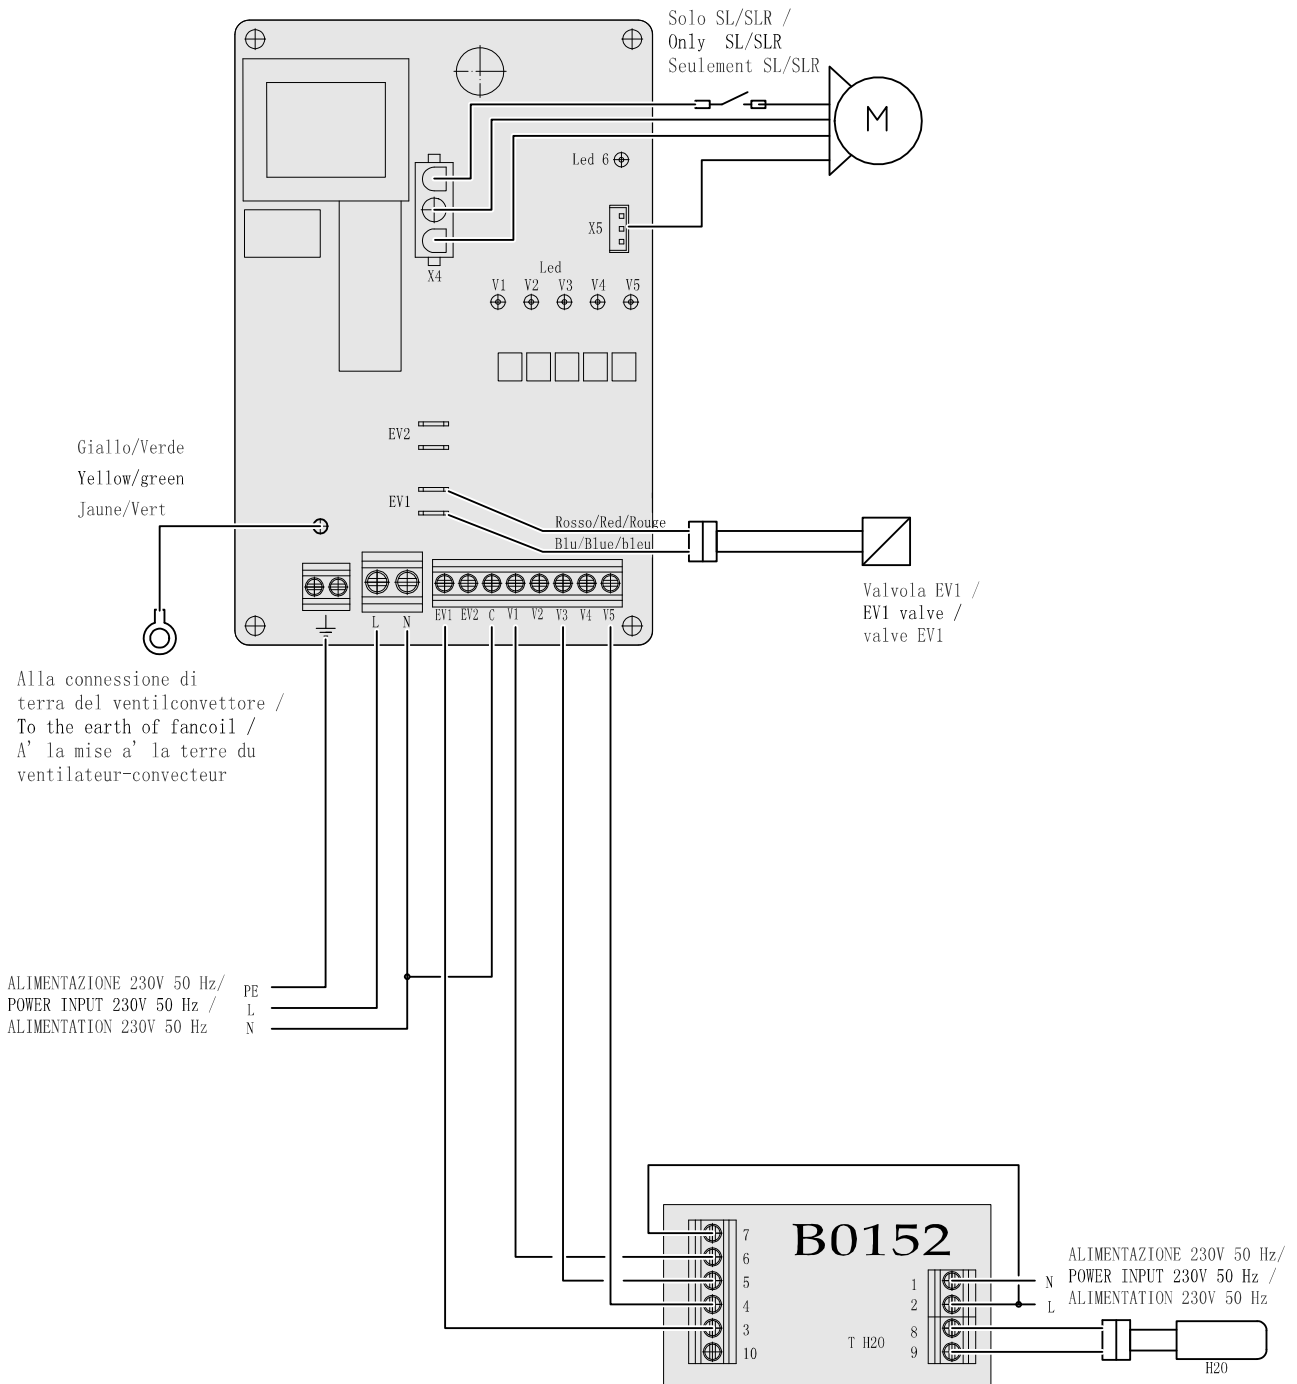 Solo SL/SLR /
Only SL/SLR
Seulement SL/SLR
M
Led 6
X5
X4
Led
V1 V2 V3 V4 V5
EV2
EV1
Giallo/Verde
Yellow/green
Jaune/Vert
Rosso/Red/Rouge
Blu/Blue/bleu
Valvola EV1 /
EV1 valve /
valve EV1
L N EV1 EV2 C V1 V2 V3 V4 V5
Alla connessione di
terra del ventilconvettore /
To the earth of fancoil /
A' la mise a' la terre du
ventilateur-convecteur
ALIMENTAZIONE 230V 50 Hz/
POWER INPUT 230V 50 Hz /
ALIMENTATION 230V 50 Hz
PE
L
N
B0152
7
6
5
4
3
10
1
2
8
9
T H2O
N
L
ALIMENTAZIONE 230V 50 Hz/
POWER INPUT 230V 50 Hz /
ALIMENTATION 230V 50 Hz
H2O